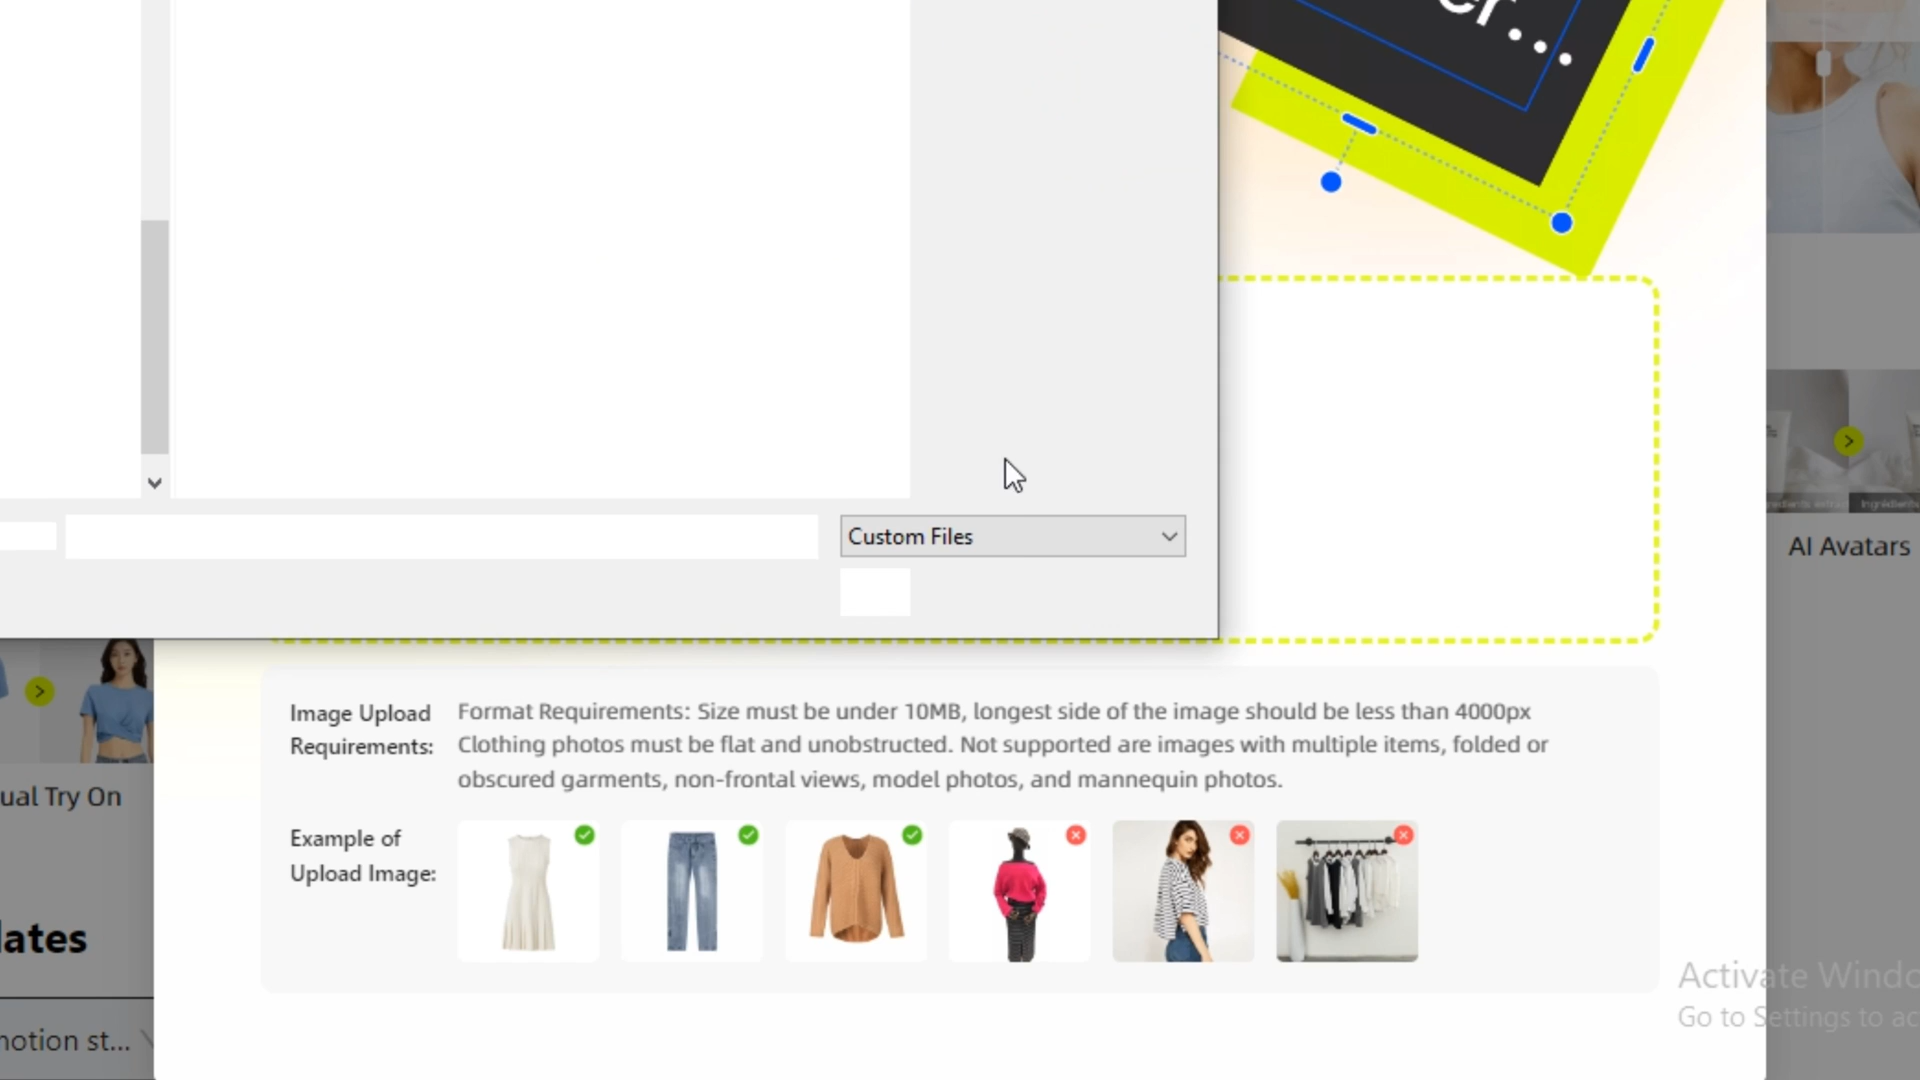 er...
Custom Files
AI Avatars
Image Upload
Requirements:
Format Requirements: Size must be under 10MB, longest side of the image should be less than 4000px
Clothing photos must be flat and unobstructed. Not supported are images with multiple items, folded or
obscured garments, non-frontal views, model photos, and mannequin photos.
ual Try On
Example of
Upload Image:
lates
Activate Windo
Go to Settings to ac
notion st...